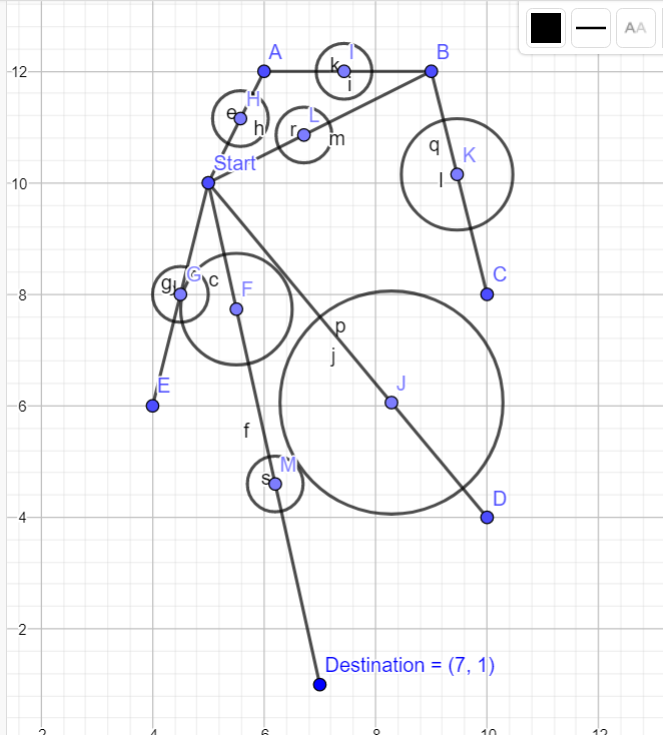 AA
12
A
k
I
i
B
e
H
h
r
L
m
q
K
l
Start
10
g
G
c
F
C
8
p
j
E
6
J
f
s
M
D
4
2
Destination = (7, 1)
2
4
6
8
10
12